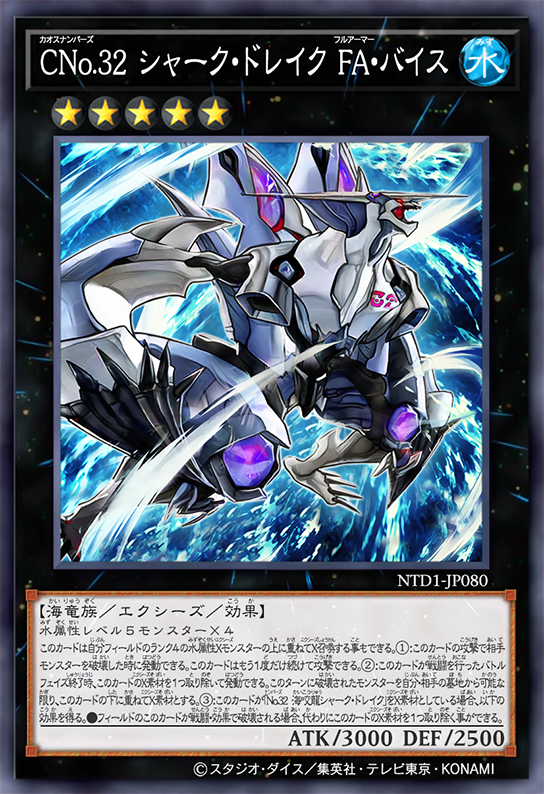 CNo.32 シャーク・ドレイク FA・バイス
水
32
NTD1-JP080
【海竜族/エクシーズ/効果】
水属性レベル5モンスター×4
このカードは自分フィールドのランク4の水属性Xモンスターの上に重ねてX召喚する事もできる。①:このカードの攻撃で相手
モンスターを破壊した時に発動できる。このカードはもう1度だけ続けて攻撃できる。②:このカードが戦闘を行ったバトル
フェイズ終了時、このカードのX素材を1つ取り除いて発動できる。このターンに破壊されたモンスターを自分・相手の墓地から可能な
限り、このカードの下に重ねてX素材とする。③:このカードが「No.32 海咬龍シャーク・ドレイク」をX素材としている場合、以下の
効果を得る。●フィールドのこのカードが戦闘・効果で破壊される場合、代わりにこのカードのX素材を1つ取り除く事ができる。
ATK/3000 DEF/2500
©スタジオ・ダイス/集英社・テレビ東京・KONAMI